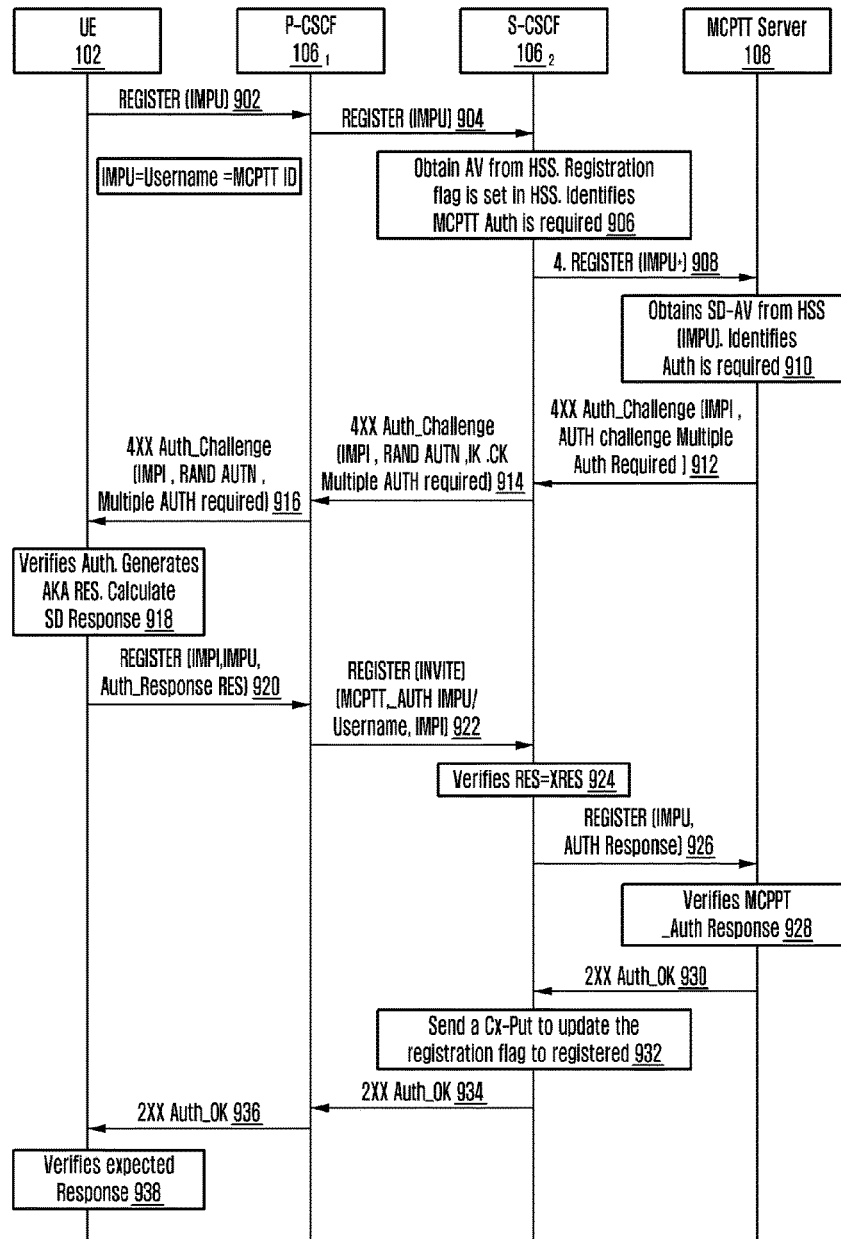 UE
102
P-CSCF
106 1
S-CSCF
106 2
MCPTT Server
108
REGISTER (IMPU) 902
REGISTER (IMPU) 904
IMPU=Username =MCPTT ID
Obtain AV from HSS. Registration
flag is set in HSS. Identifies
MCPTT Auth is required 906
4. REGISTER (IMPU+) 908
Obtains SD-AV from HSS
(IMPU). Identifies
Auth is required 910
4XX Auth_Challenge (IMPI ,
AUTH challenge Multiple
Auth Required ) 912
4XX Auth_Challenge
(IMPI , RAND AUTN ,IK .CK
Multiple AUTH required) 914
4XX Auth_Challenge
(IMPI , RAND AUTN ,
Multiple AUTH required) 916
Verifies Auth. Generates
AKA RES. Calculate
SD Response 918
REGISTER (IMPI,IMPU,
Auth_Response RES) 920
REGISTER (INVITE)
(MCPTT,_AUTH IMPU/
Username, IMPI) 922
Verifies RES=XRES 924
REGISTER (IMPU,
AUTH Response) 926
Verifies MCPPT
_Auth Response 928
2XX Auth_OK 930
Send a Cx-Put to update the
registration flag to registered 932
2XX Auth_OK 934
2XX Auth_OK 936
Verifies expected
Response 938